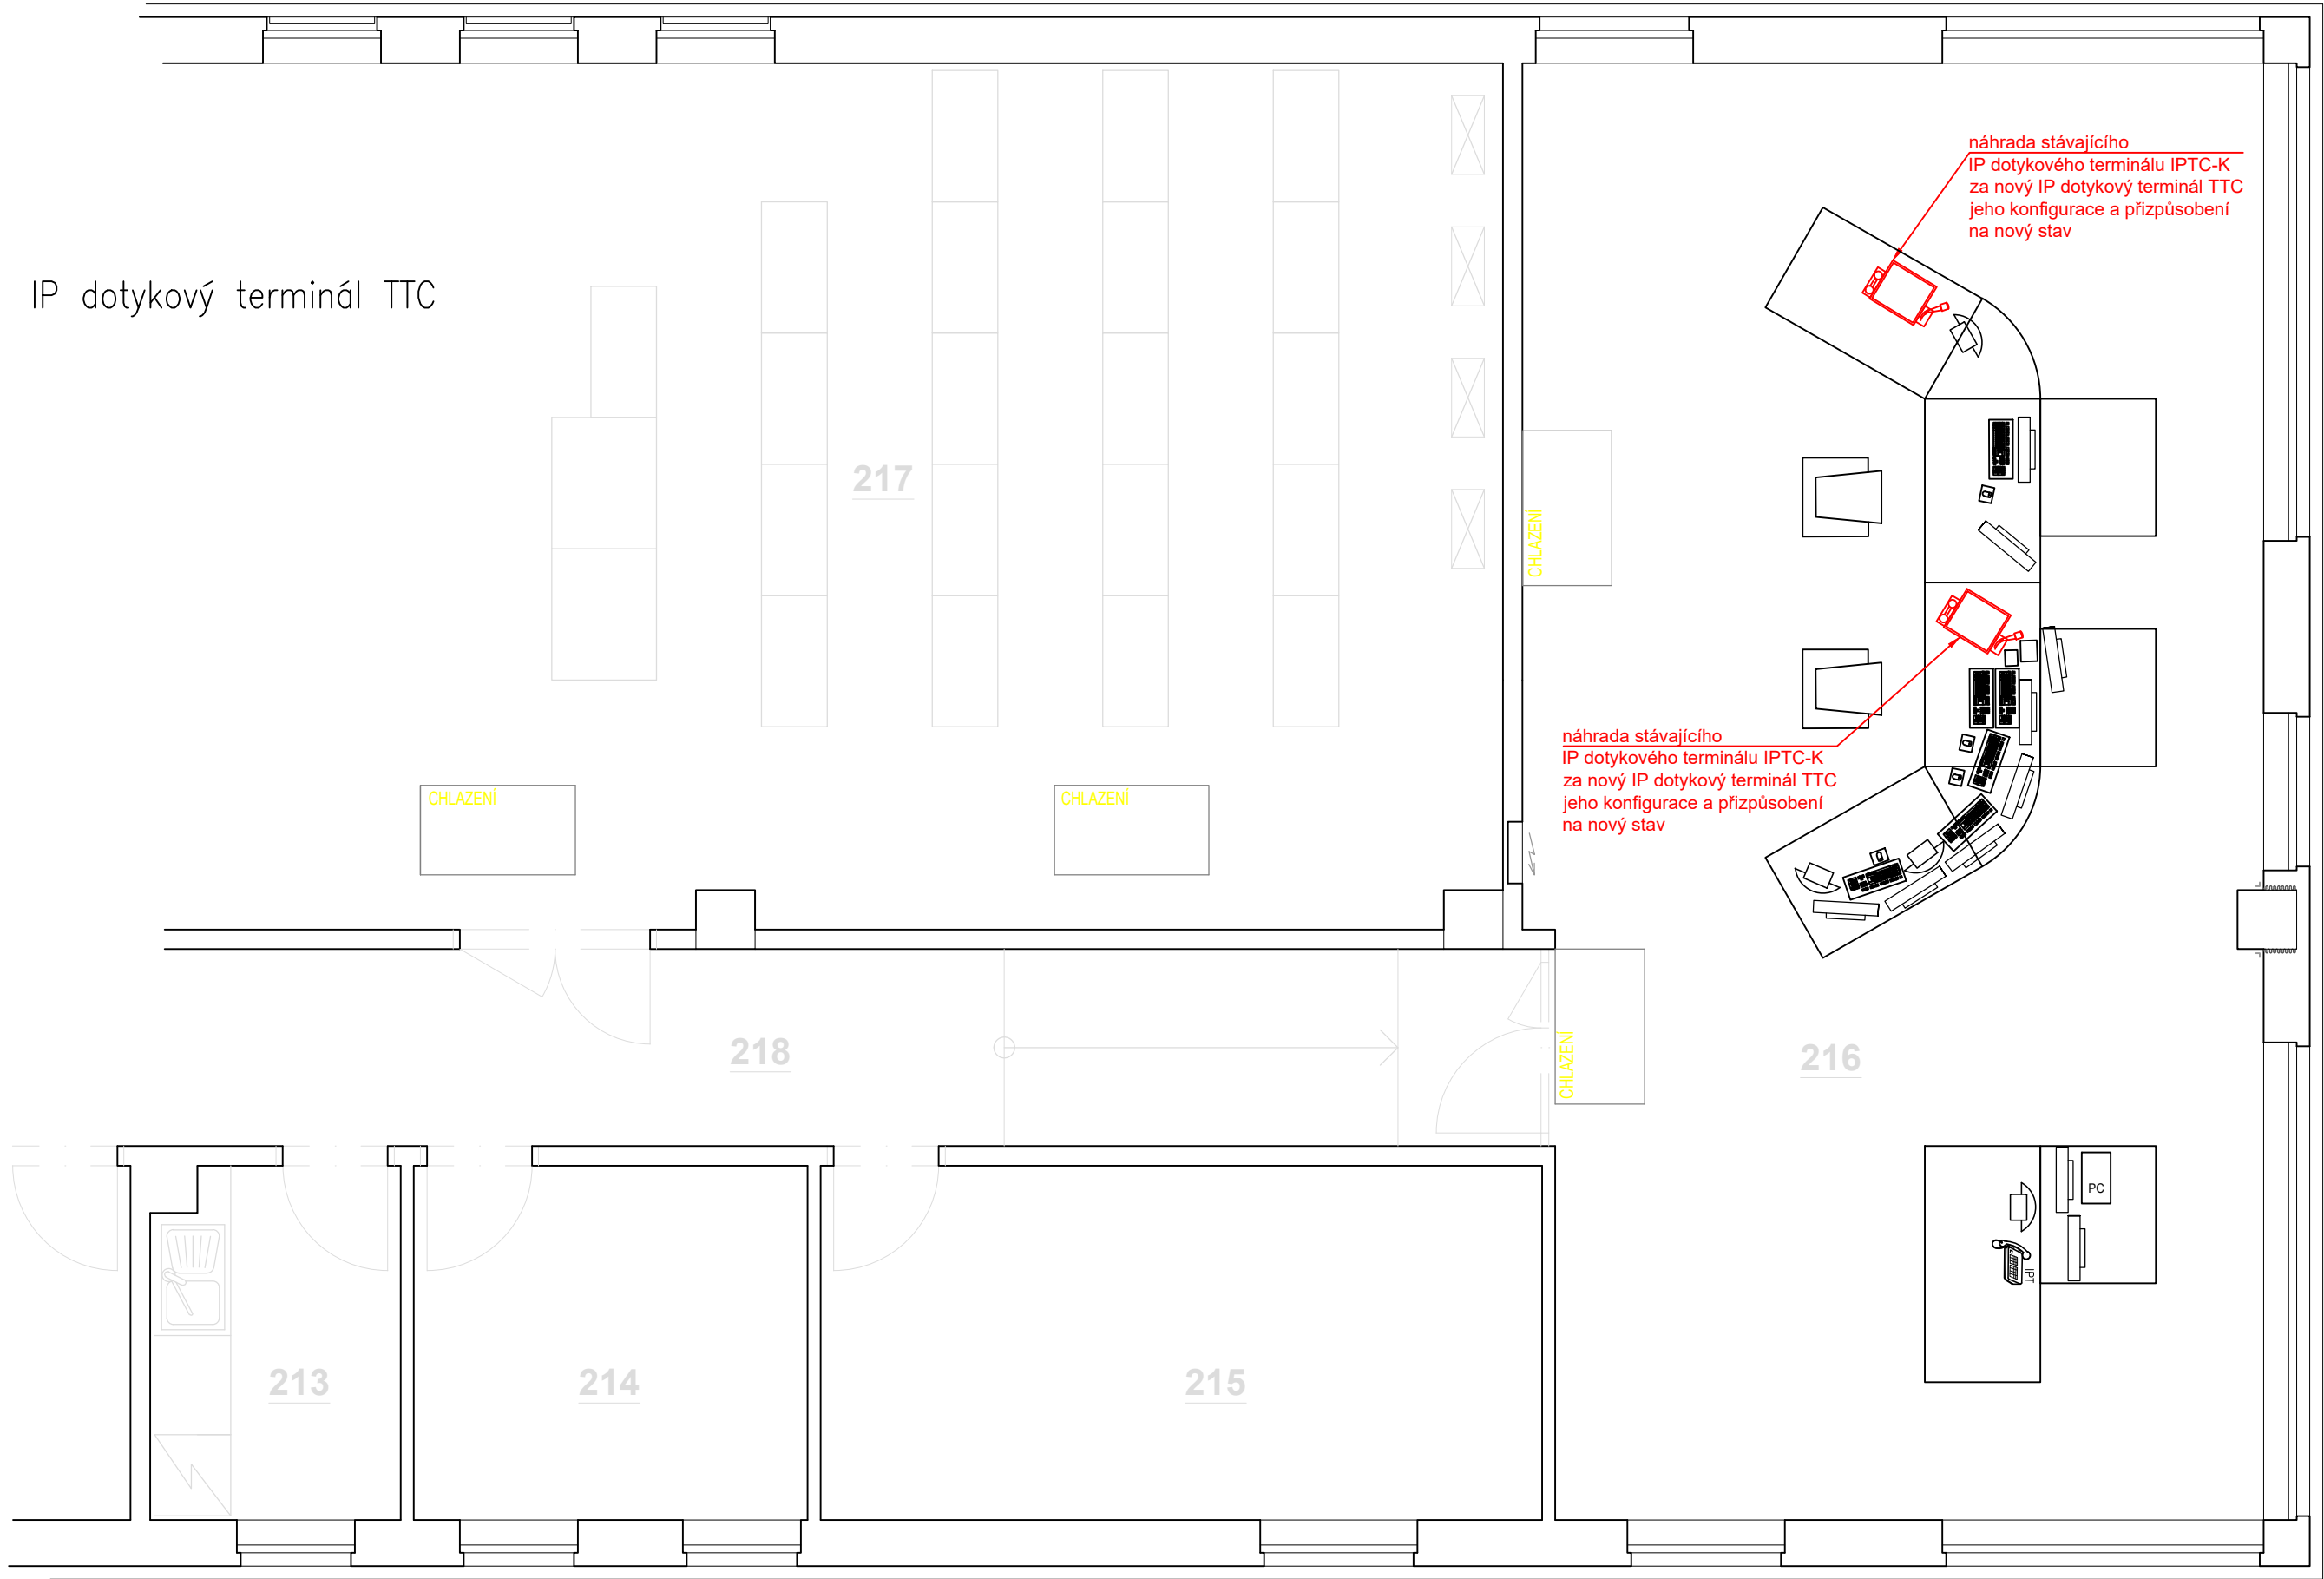 náhrada stávajícího
IP dotykového terminálu IPTC-K
za nový IP dotykový terminál TTC
jeho konfigurace a přizpůsobení
na nový stav
IP dotykový terminál TTC
217
CHLAZENÍ
náhrada stávajícího
IP dotykového terminálu IPTC-K
za nový IP dotykový terminál TTC
jeho konfigurace a přizpůsobení
na nový stav
CHLAZENÍ
CHLAZENÍ
218
CHLAZENÍ
216
PC
IPT
213
214
215